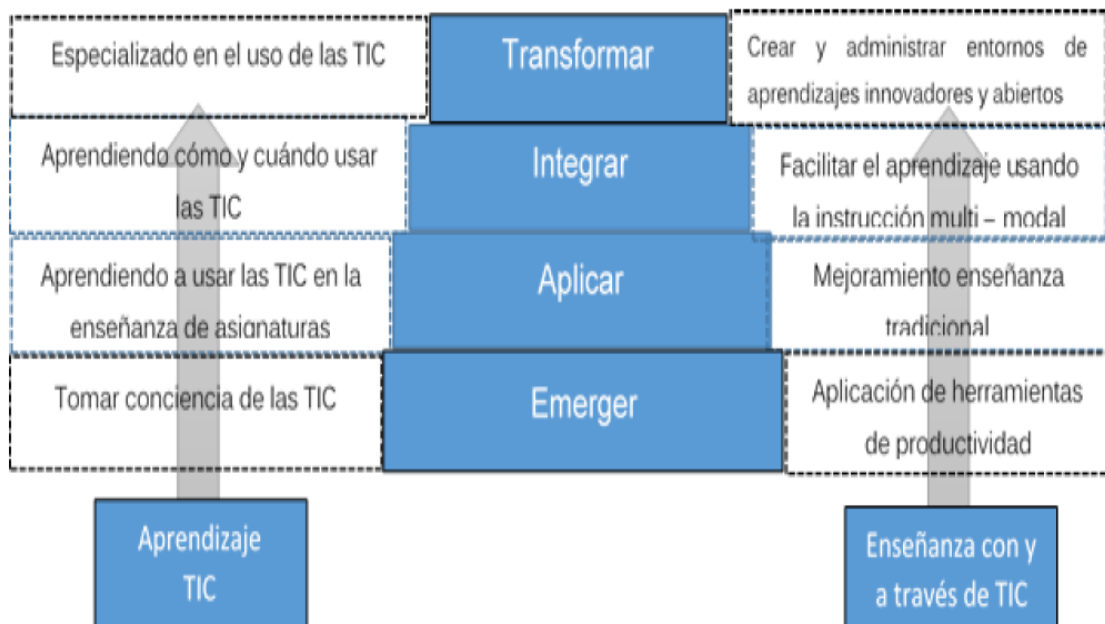 Especializado en el uso de las TIC
Transformar
Crear y administrar entornos de
aprendizajes innovadores y abiertos
Aprendiendo cómo y cuándo usar
las TIC
Integrar
Facilitar el aprendizaje usando
la instrucción multi – modal
Aprendiendo a usar las TIC en la
enseñanza de asignaturas
Aplicar
Mejoramiento enseñanza
tradicional
Tomar conciencia de las TIC
Emerger
Aplicación de herramientas
de productividad
Aprendizaje
TIC
Enseñanza con y
a través de TIC